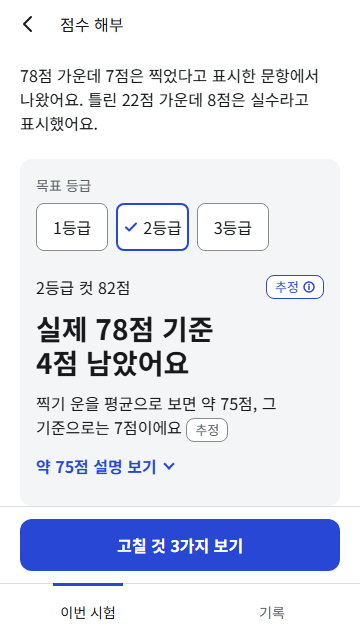 점수 해부
78점 가운데 7점은 찍었다고 표시한 문항에서
나왔어요. 틀린 22점 가운데 8점은 실수라고
표시했어요.
목표 등급
1등급
2등급
3등급
2등급 컷 82점
추정
실제 78점 기준
4점 남았어요
찍기 운을 평균으로 보면 약 75점, 그
기준으로는 7점이에요 추정
약 75점 설명 보기
고칠 것 3가지 보기
이번 시험
기록